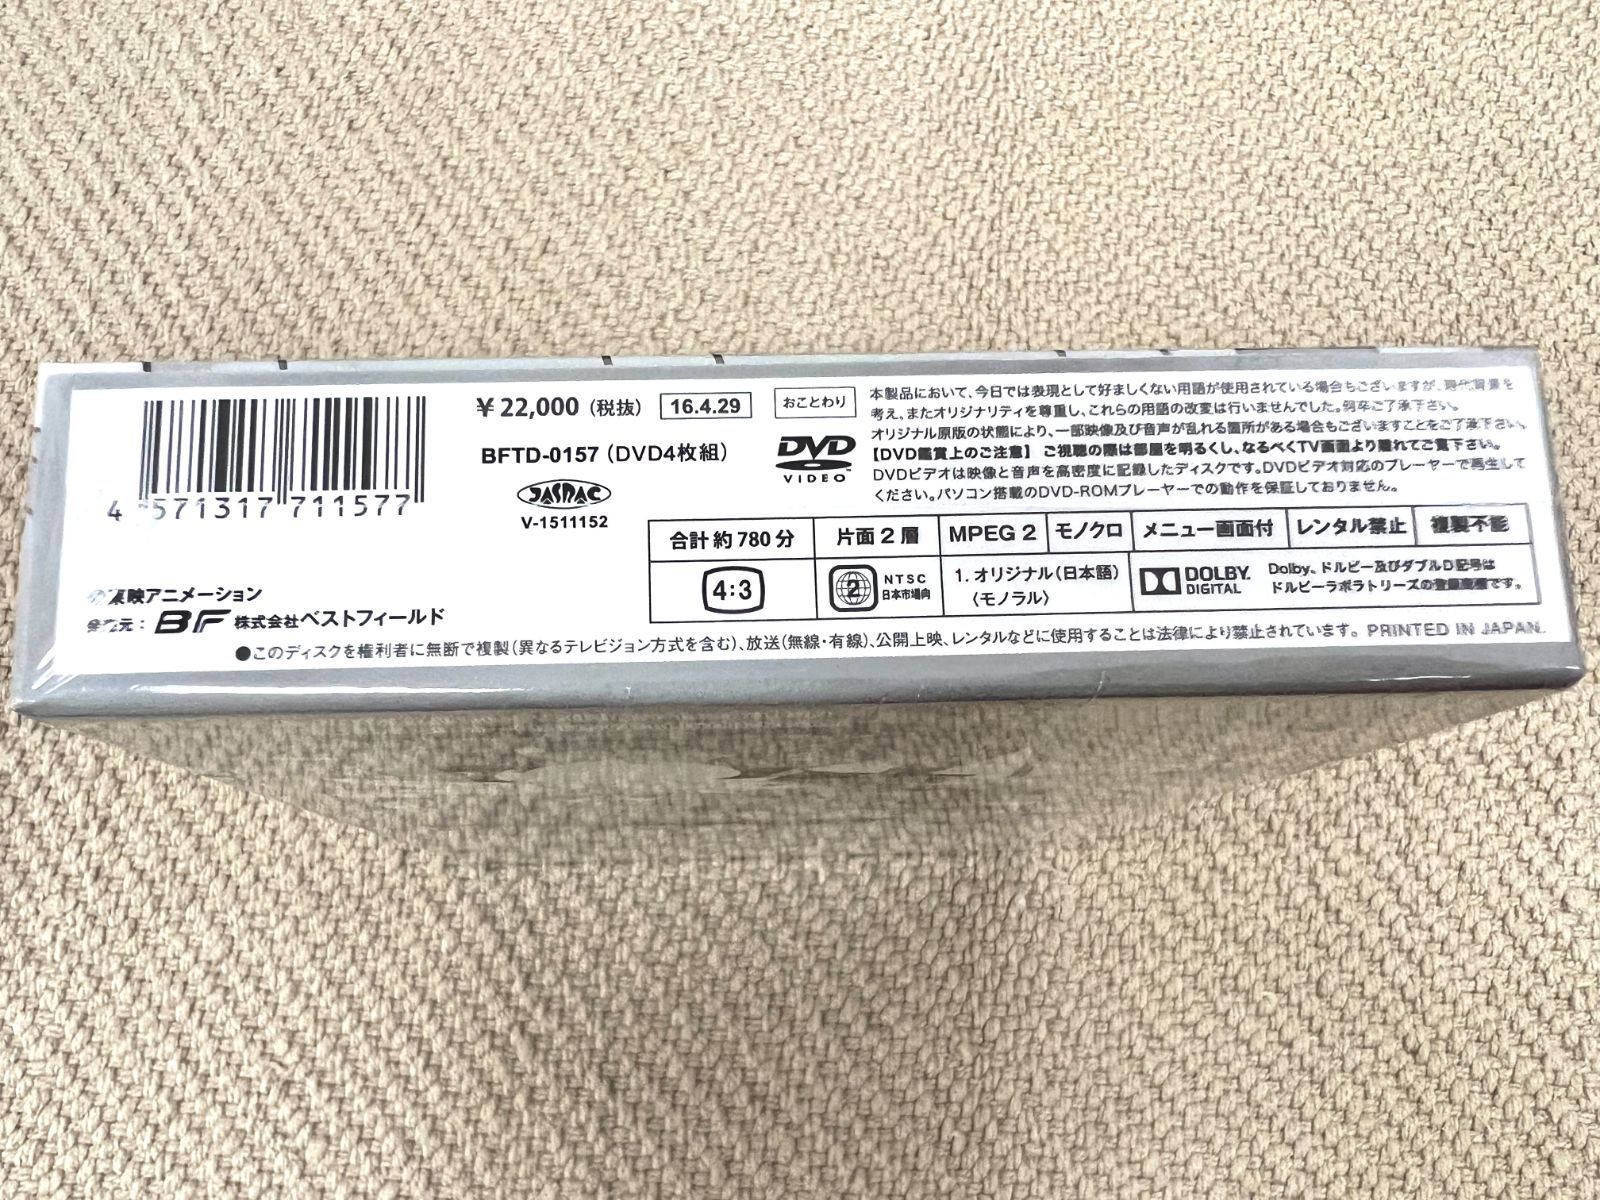 4 571317 711577
¥22,000（税抜） 16.4.29
BFTD-0157（DVD4枚組）
JASRAC
V-1511152
おことわり
DVD
VIDEO
本製品において、今日では表現として好ましくない用語が使用されている場合もございますが、
考え、またオリジナリティを尊重し、これらの用語の改変は行いませんでした。何卒ご了承下さい。
オリジナル原版の状態により、一部映像及び音声が乱れる箇所がある場合もございますことをご了承下さい。
【DVD鑑賞上のご注意】 ご視聴の際は部屋を明るくし、なるべくTV画面より離れてご覧下さい。
DVDビデオは映像と音声を高密度に記録したディスクです。DVDビデオ対応のプレーヤーで再生して
ください。パソコン搭載のDVD-ROMプレーヤーでの動作を保証しておりません。
合計 約780分 片面2層 MPEG 2 モノクロ メニュー画面付 レンタル禁止 複製不能
4:3
2 NTSC
日本市場向
1. オリジナル（日本語）
〈モノラル〉
DOLBY
DIGITAL
Dolby、ドルビー及びダブルD記号は
ドルビーラボラトリーズの登録商標です。
東映アニメーション
発売元： BF 株式会社ベストフィールド
●このディスクを権利者に無断で複製（異なるテレビジョン方式を含む）、放送（無線・有線）、公開上映、レンタルなどに使用することは法律により禁止されています。 PRINTED IN JAPAN.